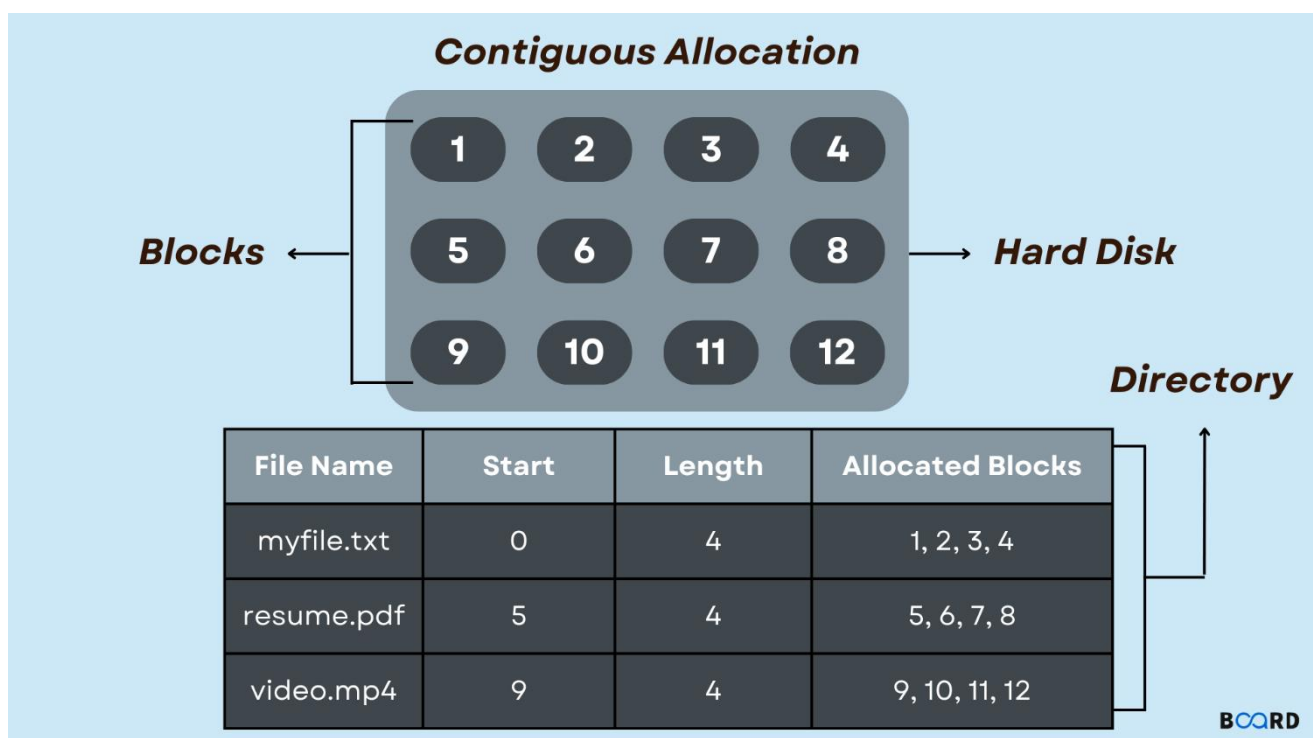 Contiguous Allocation
1 2 3 4
Blocks 5 6 7 8 Hard Disk
9 10 11 12
Directory
File Name Start Length Allocated Blocks
myfile.txt 0 4 1, 2, 3, 4
resume.pdf 5 4 5, 6, 7, 8
video.mp4 9 4 9, 10, 11, 12
BOARD